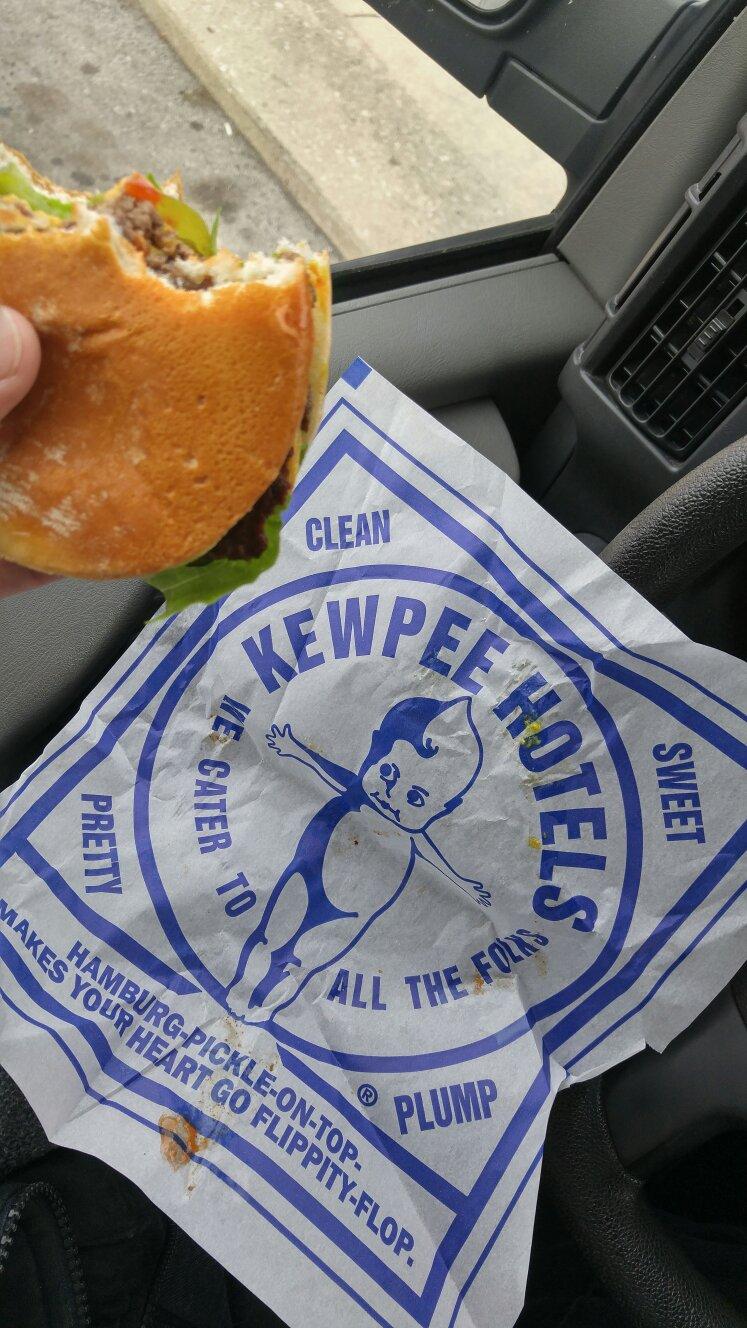 CLEAN
KEWPEE HOTELS
SWEET
WE CATER TO ALL THE FOLKS
PRETTY
® PLUMP
HAMBURG-PICKLE-ON-TOP-
MAKES YOUR HEART GO FLIPPITY-FLOP.